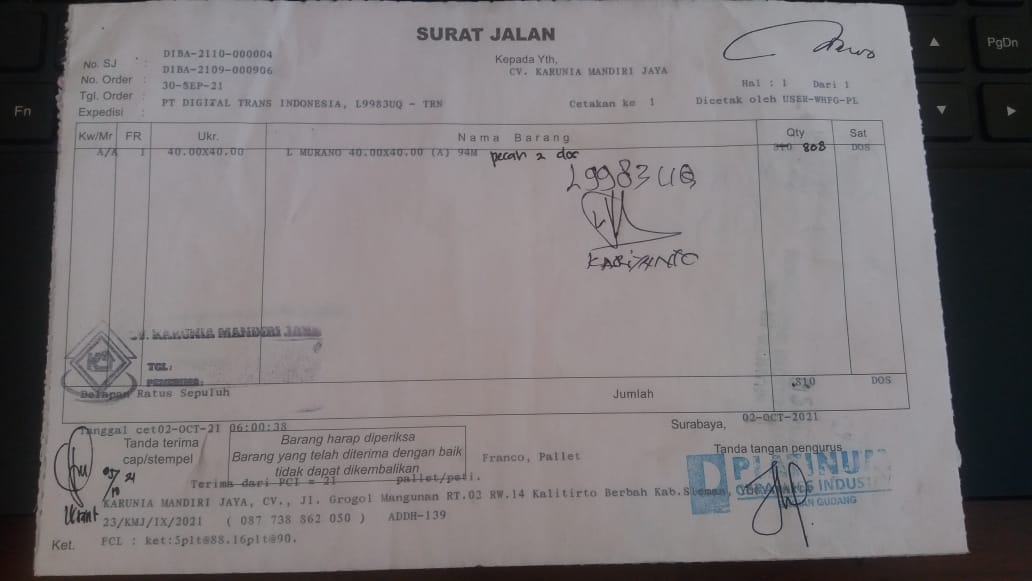 SURAT JALAN
No. SJ : DIBA-2110-000004
No. Order : DIBA-2109-000906
Tgl. Order : 30-SEP-21
Expedisi : PT DIGITAL TRANS INDONESIA, L9983UQ - TRN
Kepada Yth,
CV. KARUNIA MANDIRI JAYA
Hal : 1 Dari 1
Cetakan ke 1 Dicetak oleh USER-WHFG-PL
Kw/Mr FR Ukr. Nama Barang Qty Sat
A/A 1 40.00X40.00 L MURANO 40.00X40.00 (A) 94M pecah 2 dos 810 808 DOS
L9983UQ
KARIYANTO
CV. KARUNIA MANDIRI JAYA
TGL:
PENERIMA:
Delapan Ratus Sepuluh Jumlah 810 DOS
Tanggal cet02-OCT-21 06:00:38
Surabaya, 02-OCT-2021
Tanda terima
cap/stempel
Barang harap diperiksa
Barang yang telah diterima dengan baik
tidak dapat dikembalikan
Franco, Pallet
Tanda tangan pengurus
PLATINUM
INDUSTRI
GUDANG
Terima dari PCI = 21 pallet/peti.
KARUNIA MANDIRI JAYA, CV., Jl. Grogol Mangunan RT.02 RW.14 Kalitirto Berbah Kab.Sleman,
23/KMJ/IX/2021 ( 087 738 862 050 ) ADDH-139
Ket. PCL : ket:5plt@88.16plt@90.